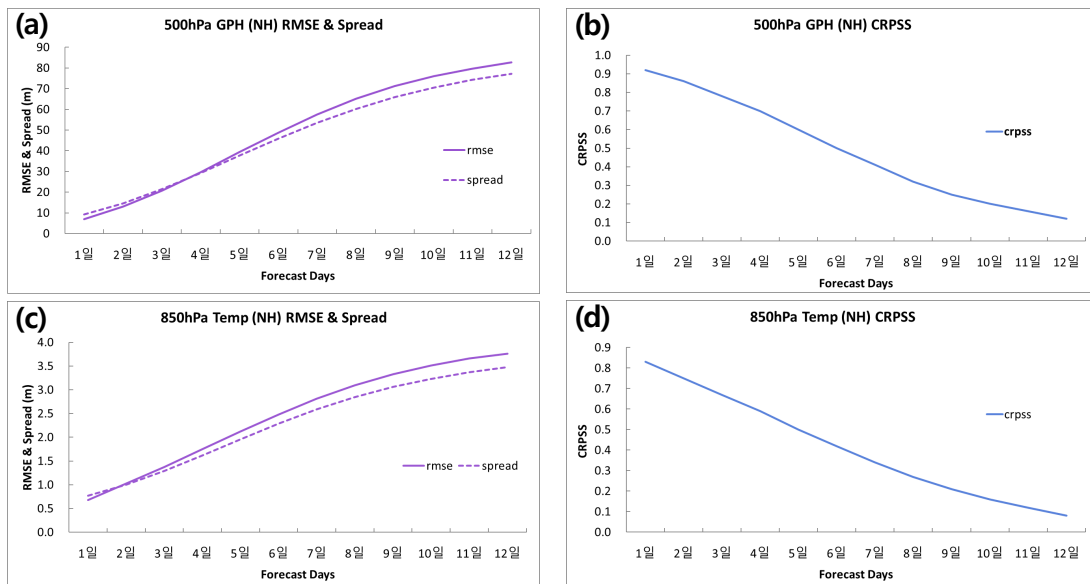 (a)
500hPa GPH (NH) RMSE & Spread
RMSE & Spread (m)
90
80
70
60
50
40
30
20
10
0
rmse
spread
1일 2일 3일 4일 5일 6일 7일 8일 9일 10일 11일 12일
Forecast Days
(b)
500hPa GPH (NH) CRPSS
CRPSS
1.0
0.9
0.8
0.7
0.6
0.5
0.4
0.3
0.2
0.1
0.0
crpss
1일 2일 3일 4일 5일 6일 7일 8일 9일 10일 11일 12일
Forecast Days
(c)
850hPa Temp (NH) RMSE & Spread
RMSE & Spread (m)
4.0
3.5
3.0
2.5
2.0
1.5
1.0
0.5
0.0
rmse spread
1일 2일 3일 4일 5일 6일 7일 8일 9일 10일 11일 12일
Forecast Days
(d)
850hPa Temp (NH) CRPSS
CRPSS
0.9
0.8
0.7
0.6
0.5
0.4
0.3
0.2
0.1
0.0
crpss
1일 2일 3일 4일 5일 6일 7일 8일 9일 10일 11일 12일
Forecast Days